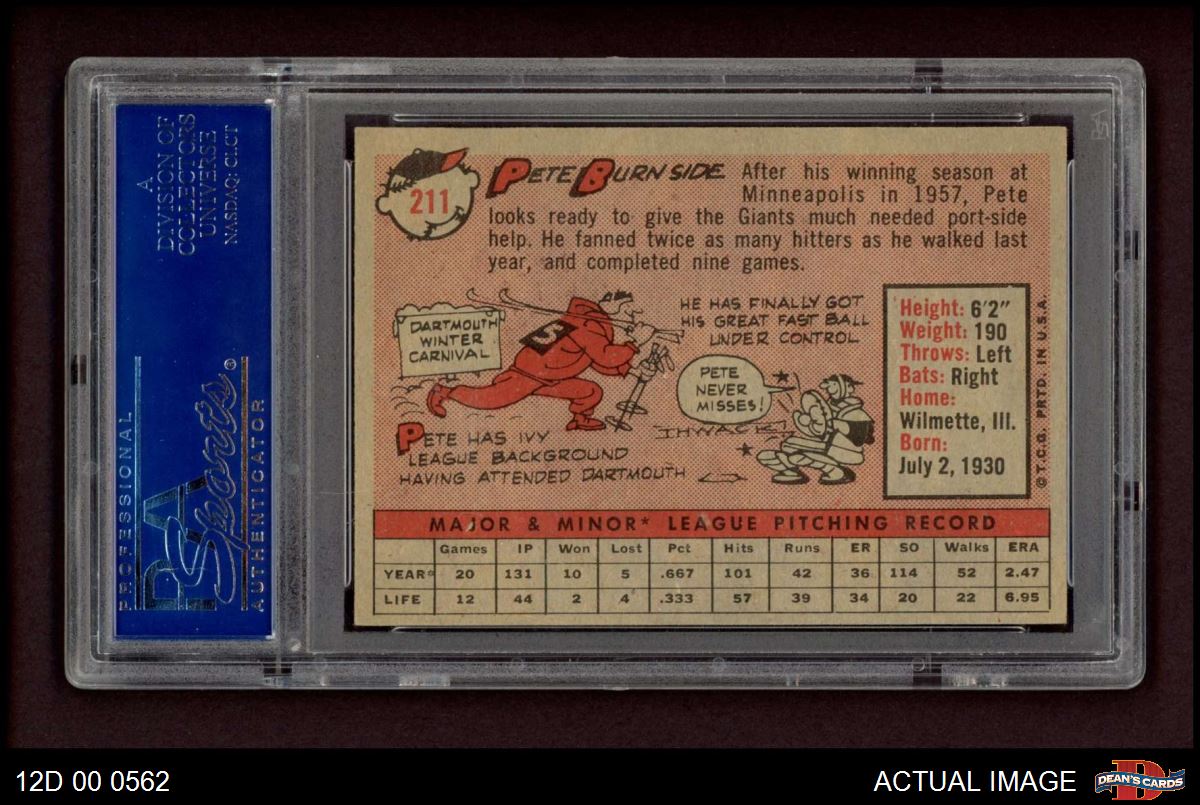 A
DIVISION OF
COLLECTORS
UNIVERSE
NASDAQ: CLCT
PROFESSIONAL
PSA
Sports®
AUTHENTICATOR
211
PETE BURNSIDE
After his winning season at
Minneapolis in 1957, Pete
looks ready to give the Giants much needed port-side
help. He fanned twice as many hitters as he walked last
year, and completed nine games.
DARTMOUTH
WINTER
CARNIVAL
S
PETE HAS IVY
LEAGUE BACKGROUND
HAVING ATTENDED DARTMOUTH
HE HAS FINALLY GOT
HIS GREAT FAST BALL
UNDER CONTROL
PETE
NEVER
MISSES!
THWACK!
Height: 6'2"
Weight: 190
Throws: Left
Bats: Right
Home:
Wilmette, Ill.
Born:
July 2, 1930
© T.C.G. PRTD. IN U.S.A.
MAJOR & MINOR* LEAGUE PITCHING RECORD
Games IP Won Lost Pct Hits Runs ER SO Walks ERA
YEAR* 20 131 10 5 .667 101 42 36 114 52 2.47
LIFE 12 44 2 4 .333 57 39 34 20 22 6.95
12D 00 0562
ACTUAL IMAGE
DEAN'S CARDS